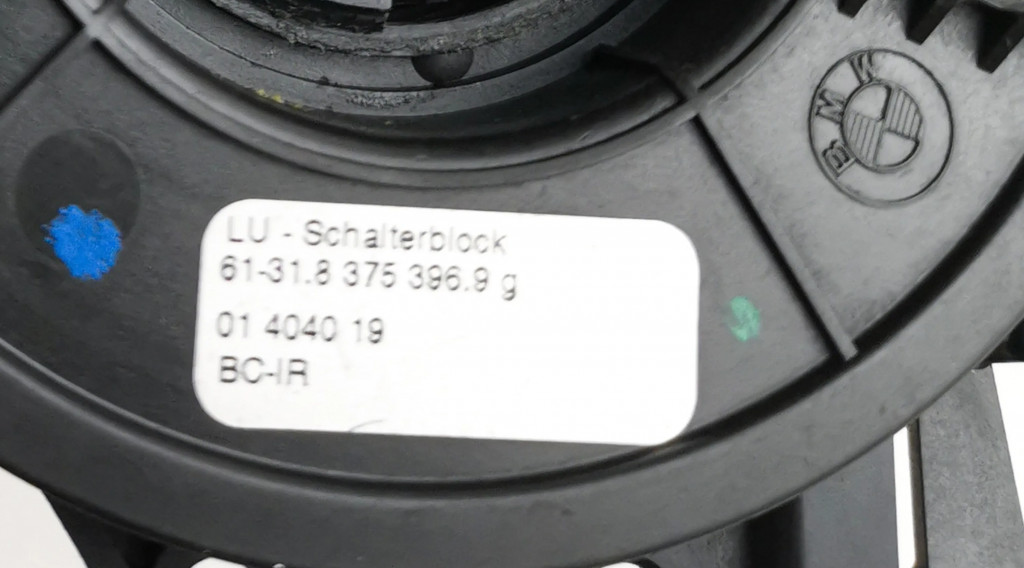 LU - Schalterblock
61-31.8 375 396.9 g
01 4040 19
BC-IR
BMW